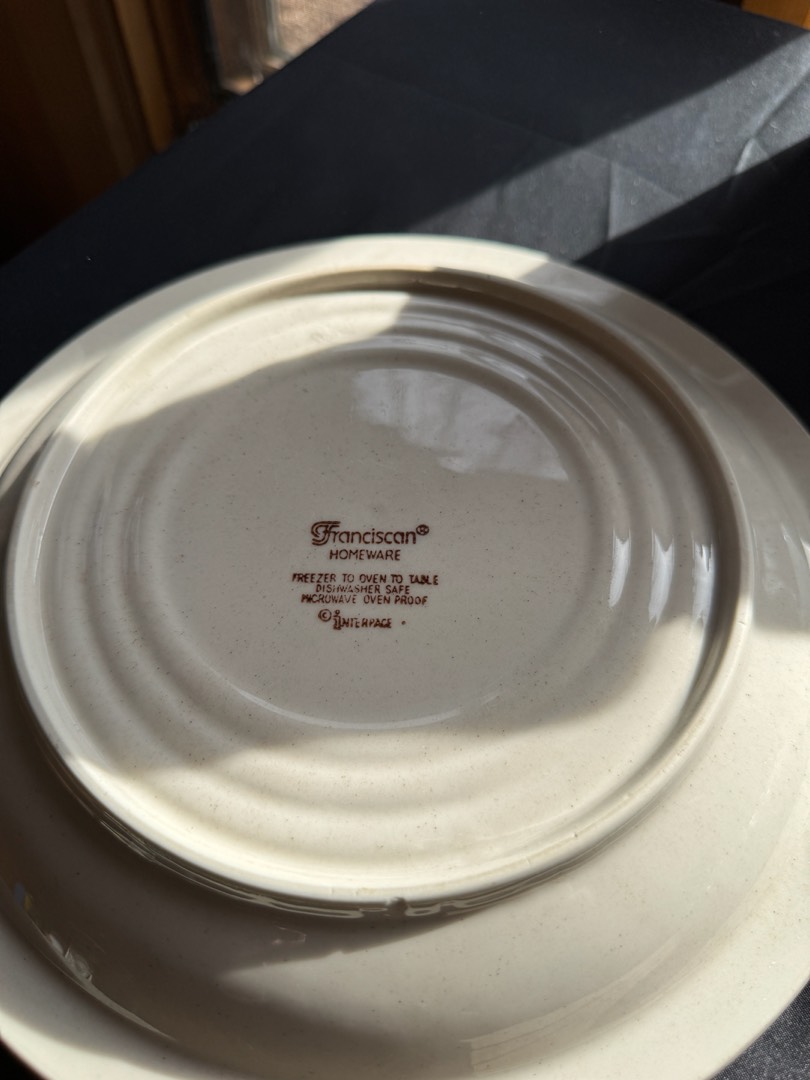 Franciscan®
HOMEWARE
FREEZER TO OVEN TO TABLE
DISHWASHER SAFE
MICROWAVE OVEN PROOF
© INTERPACE